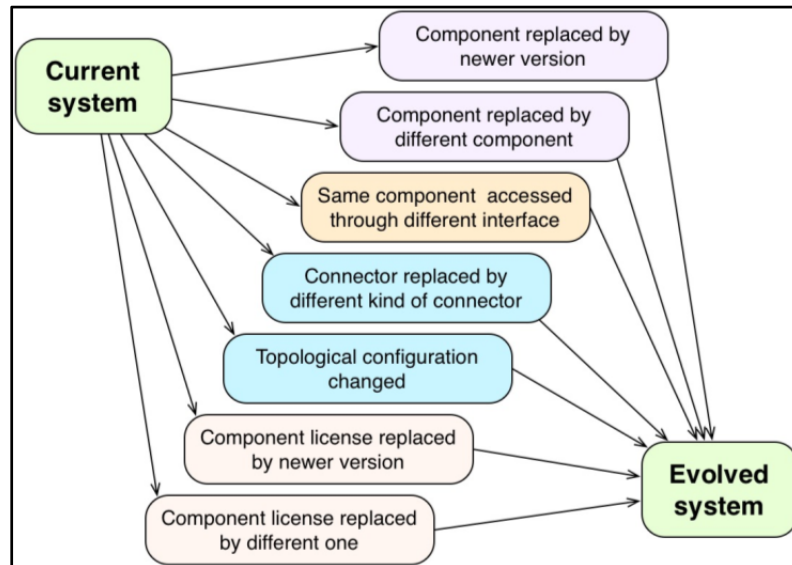 Current
system
Component replaced by
newer version
Component replaced by
different component
Same component accessed
through different interface
Connector replaced by
different kind of connector
Topological configuration
changed
Component license replaced
by newer version
Component license replaced
by different one
Evolved
system